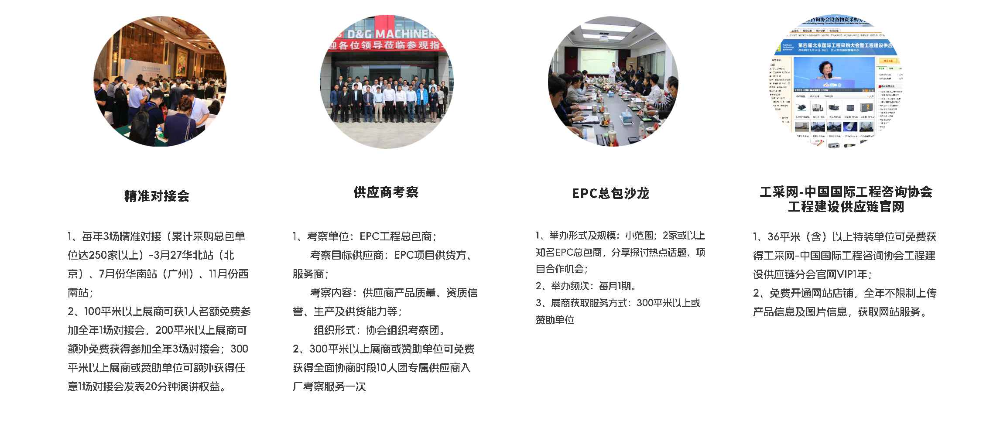 D&G MACHINER
迎各位领导莅临参观指
程咨询协会设备物资采购分
第四届北京国际工程采购大会暨工程建设供应
2024年11月14日-16日 北人亦创国际会展中心
精准对接会
1、每年3场精准对接（累计采购总包单
位达250家以上）-3月27华北站（北
京）、7月份华南站（广州）、11月份西
南站；
2、100平米以上展商可获1人名额免费参
加全年1场对接会，200平米以上展商可
额外免费获得参加全年3场对接会；300
平米以上展商或赞助单位可额外获得任
意1场对接会发表20分钟演讲权益。
供应商考察
1、考察单位：EPC工程总包商；
考察目标供应商：EPC项目供货方、
服务商；
考察内容：供应商产品质量、资质信
誉、生产及供货能力等；
组织形式：协会组织考察团。
2、300平米以上展商或赞助单位可免费
获得全面协商时段10人团专属供应商入
厂考察服务一次
EPC总包沙龙
1、举办形式及规模：小范围；2家或以上
知名EPC总包商，分享探讨热点话题、项
目合作机会；
2、举办频次：每月1期。
3、展商获取服务方式：300平米以上或
赞助单位
工采网-中国国际工程咨询协会
工程建设供应链官网
1、36平米（含）以上特装单位可免费获
得工采网-中国国际工程咨询协会工程建
设供应链分会官网VIP1年；
2、免费开通网站店铺，全年不限制上传
产品信息及图片信息，获取网站服务。